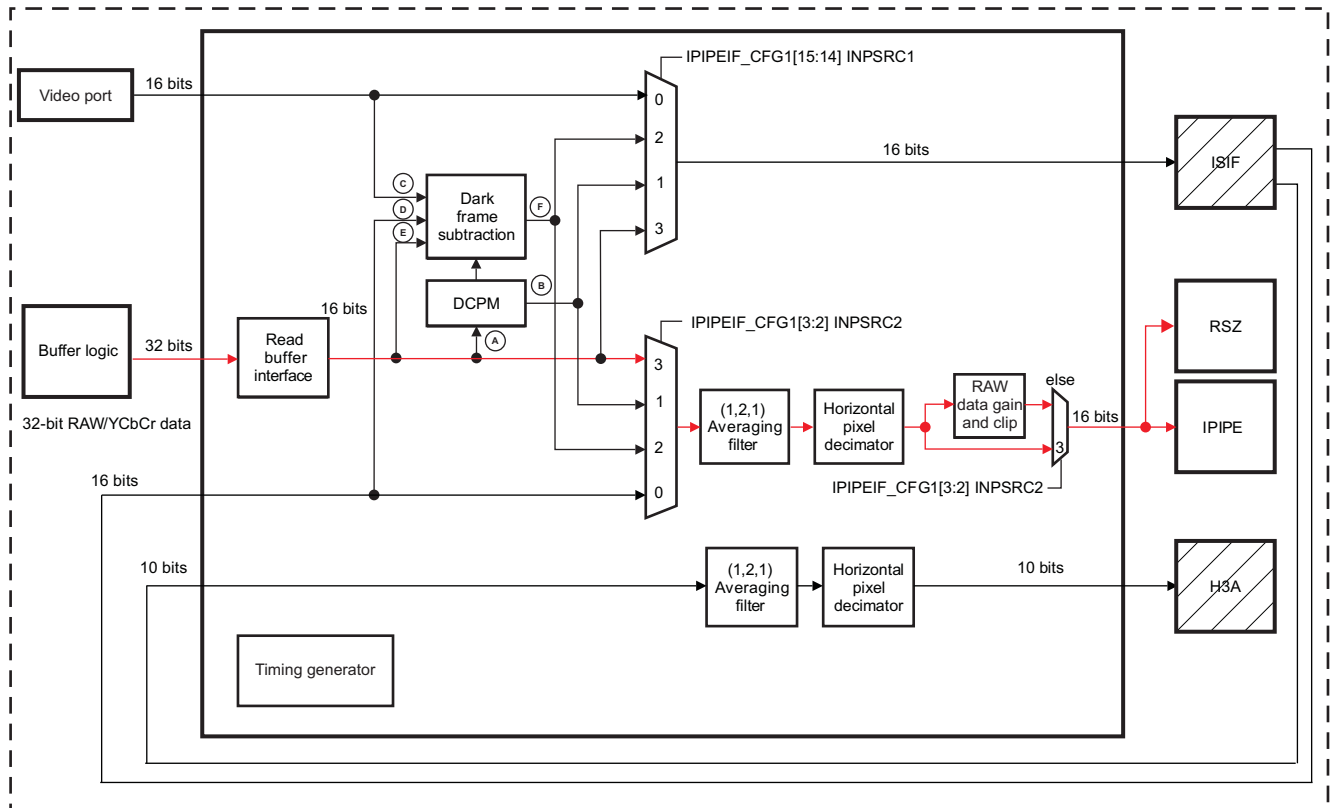 IPIPEIF_CFG1[15:14] INPSRC1
Video port
16 bits
0
2
1
3
16 bits
ISIF
C
D
E
Dark
frame
subtraction
F
DCPM
B
A
Buffer logic
32 bits
32-bit RAW/YCbCr data
Read
buffer
interface
16 bits
IPIPEIF_CFG1[3:2] INPSRC2
3
1
2
0
(1,2,1)
Averaging
filter
Horizontal
pixel
decimator
RAW
data gain
and clip
else
3
16 bits
IPIPEIF_CFG1[3:2] INPSRC2
RSZ
IPIPE
16 bits
10 bits
(1,2,1)
Averaging
filter
Horizontal
pixel
decimator
10 bits
H3A
Timing generator